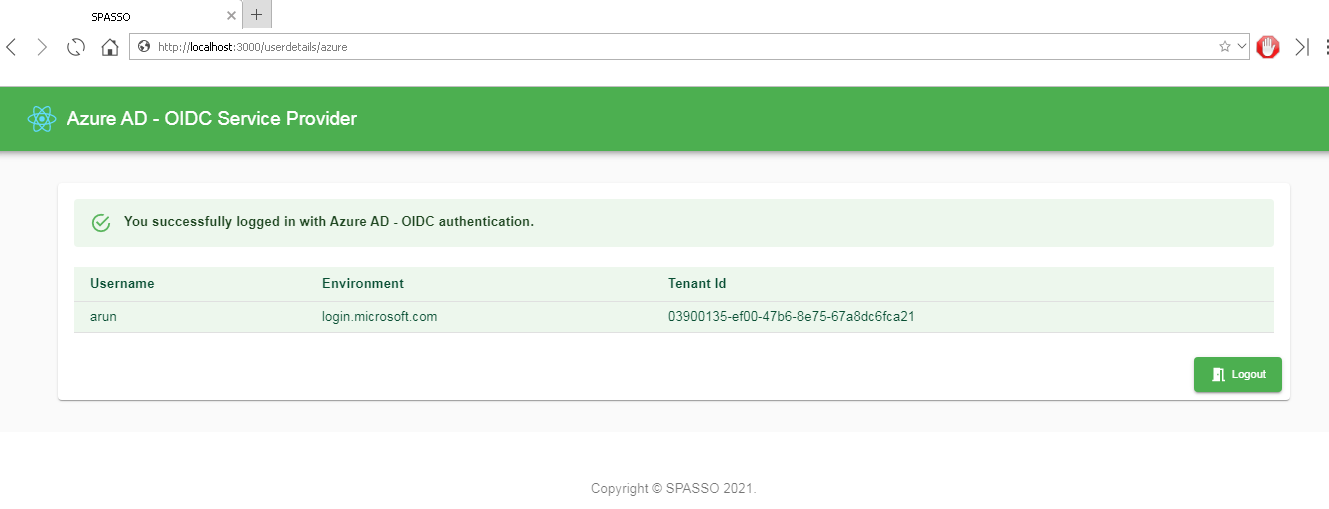 SPASSO
http://localhost:3000/userdetails/azure
Azure AD - OIDC Service Provider
You successfully logged in with Azure AD - OIDC authentication.
Username Environment Tenant Id
arun login.microsoft.com 03900135-ef00-47b6-8e75-67a8dc6fca21
Logout
Copyright © SPASSO 2021.